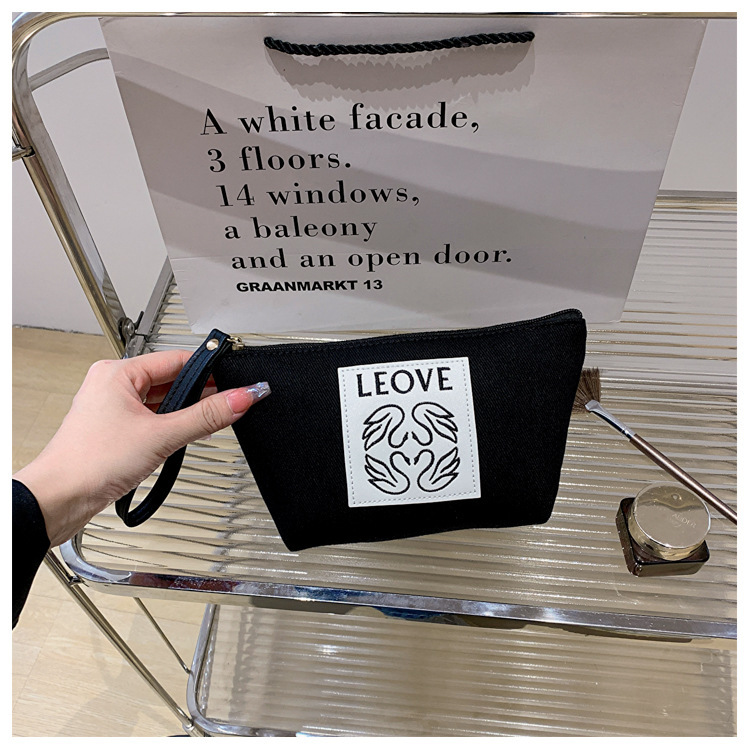 A white facade,
3 floors.
14 windows,
a baleony
and an open door.
GRAANMARKT 13
LEOVE